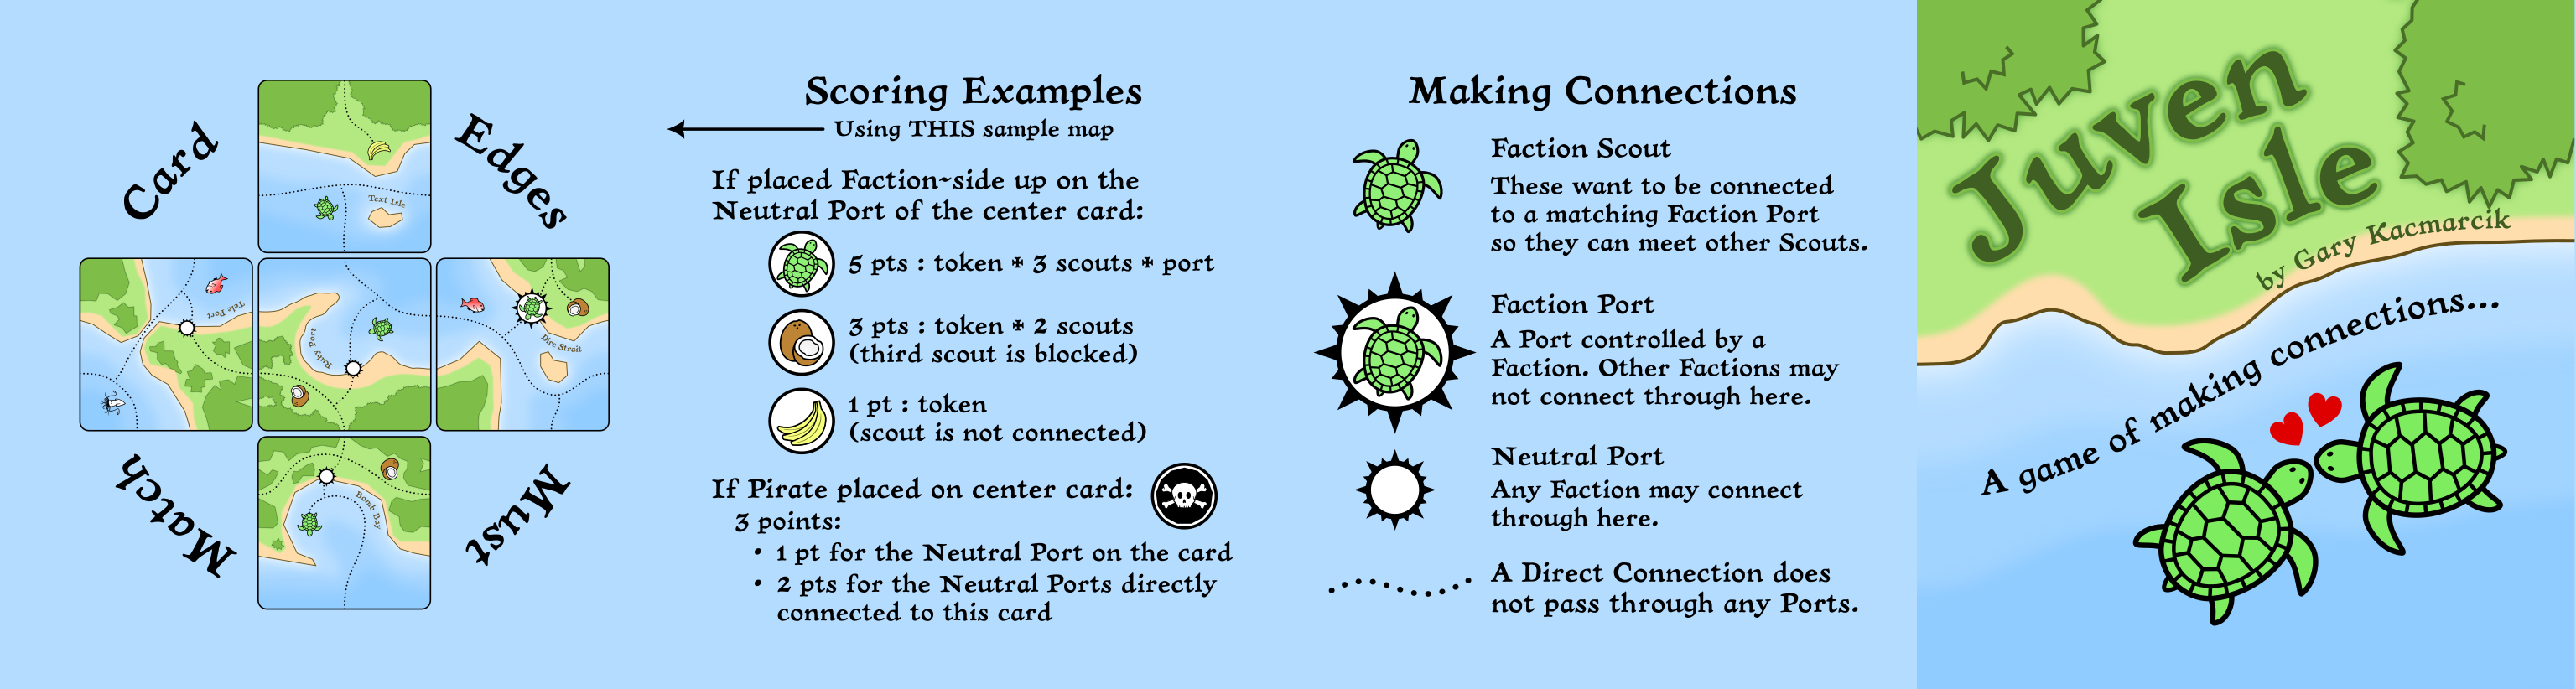 Card
Edges
Match
Must
Text Isle
Tele Port
Ruby Port
Dire Strait
Bomb Bay
Scoring Examples
Using THIS sample map
If placed Faction~side up on the
Neutral Port of the center card:
5 pts : token + 3 scouts + port
3 pts : token + 2 scouts
(third scout is blocked)
1 pt : token
(scout is not connected)
If Pirate placed on center card:
3 points:
• 1 pt for the Neutral Port on the card
• 2 pts for the Neutral Ports directly
connected to this card
Making Connections
Faction Scout
These want to be connected
to a matching Faction Port
so they can meet other Scouts.
Faction Port
A Port controlled by a
Faction. Other Factions may
not connect through here.
Neutral Port
Any Faction may connect
through here.
A Direct Connection does
not pass through any Ports.
Juven
Isle
by Gary Kacmarcik
A game of making connections...